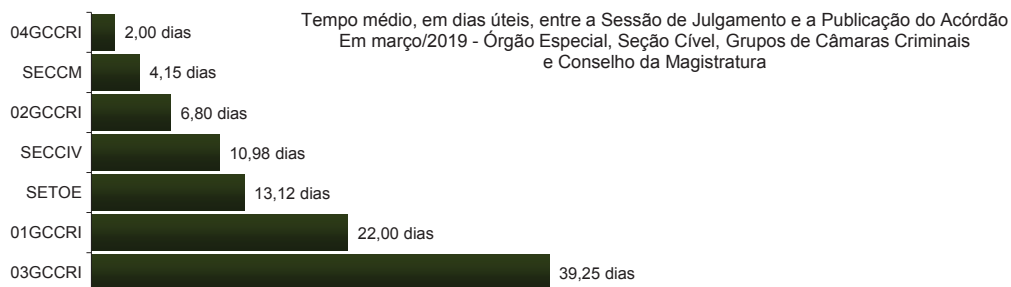 Tempo médio, em dias úteis, entre a Sessão de Julgamento e a Publicação do Acórdão
Em março/2019 - Órgão Especial, Seção Cível, Grupos de Câmaras Criminais
e Conselho da Magistratura
04GCCRI 2,00 dias
SECCM 4,15 dias
02GCCRI 6,80 dias
SECCIV 10,98 dias
SETOE 13,12 dias
01GCCRI 22,00 dias
03GCCRI 39,25 dias